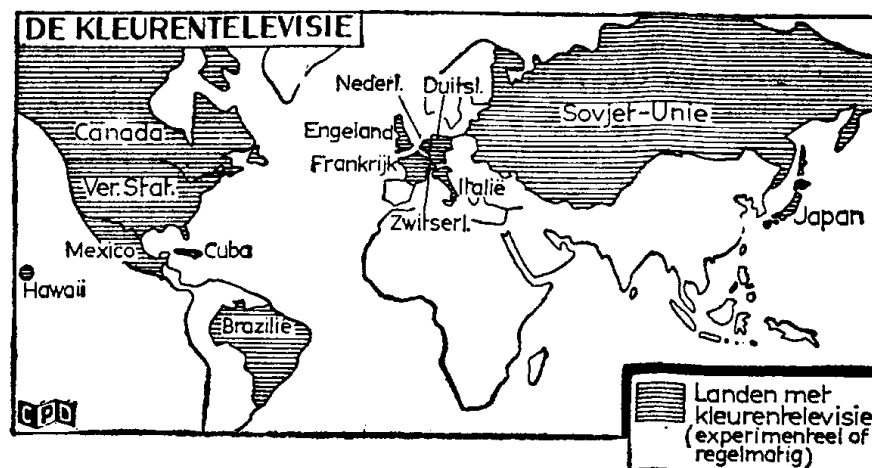 DE KLEURENTELEVISIE
Nederl.
Duitsl.
Canada
Engeland
Sovjet-Unie
Frankrijk
Ver. Stat.
Italië
Zwitserl.
Japan
Mexico
Cuba
Hawaii
Brazilië
CPD
Landen met
kleurentelevisie
(experimenteel of
regelmatig)